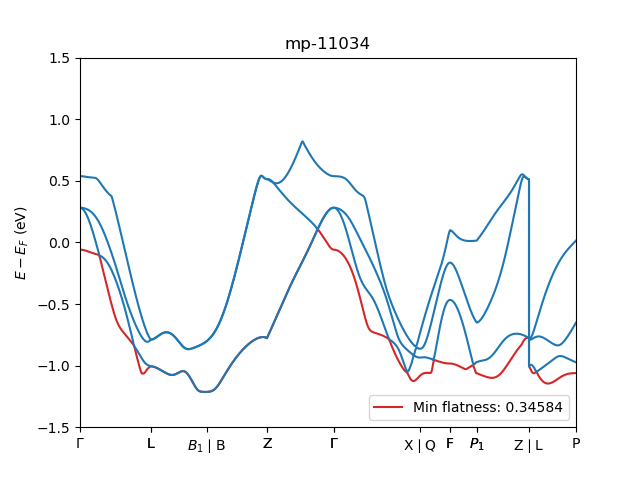 mp-11034
1.5
1.0
0.5
0.0
−0.5
−1.0
−1.5
E − E_F (eV)
Min flatness: 0.34584
Γ L B₁ | B Z Γ X | Q F P₁ Z | L P